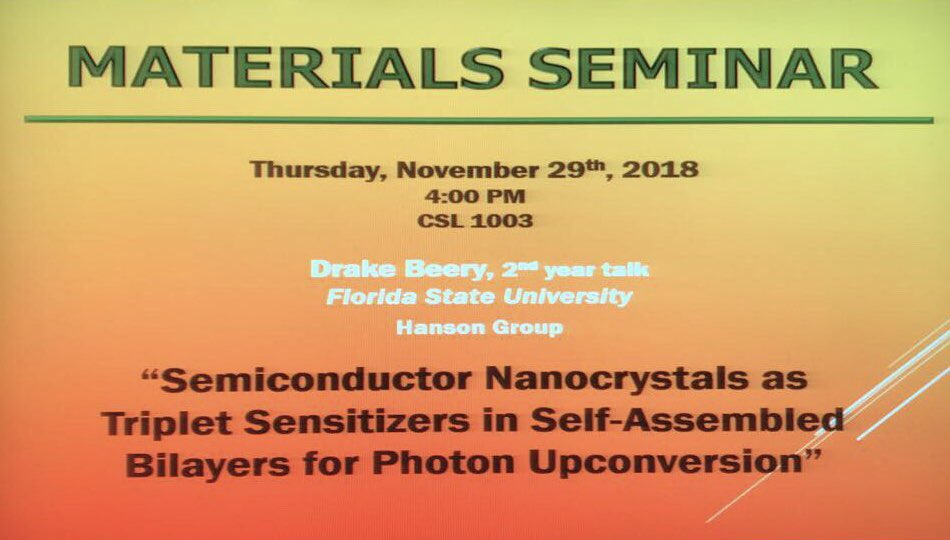 MATERIALS SEMINAR
Thursday, November 29th, 2018
4:00 PM
CSL 1003
Drake Beery, 2nd year talk
Florida State University
Hanson Group
“Semiconductor Nanocrystals as
Triplet Sensitizers in Self-Assembled
Bilayers for Photon Upconversion”